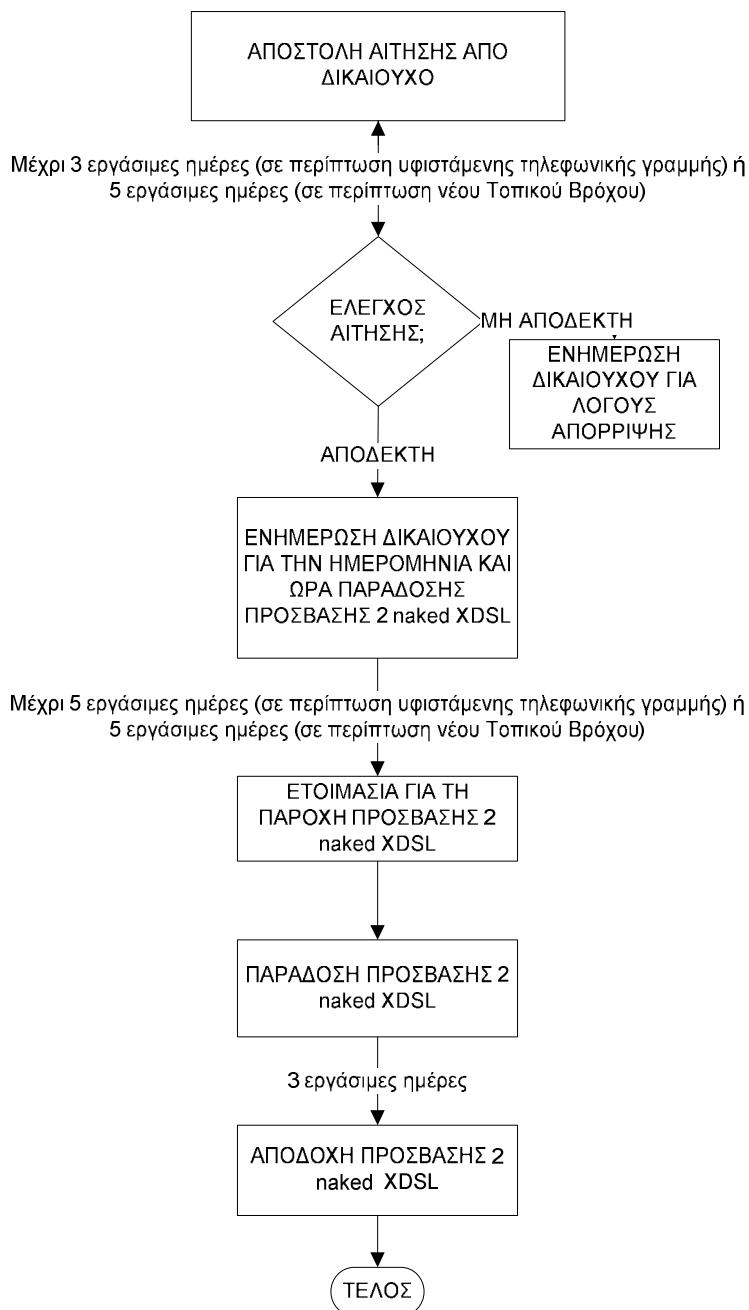 ΑΠΟΣΤΟΛΗ ΑΙΤΗΣΗΣ ΑΠΟ
ΔΙΚΑΙΟΥΧΟ
Μέχρι 3 εργάσιμες ημέρες (σε περίπτωση υφιστάμενης τηλεφωνικής γραμμής) ή
5 εργάσιμες ημέρες (σε περίπτωση νέου Τοπικού Βρόχου)
ΕΛΕΓΧΟΣ
ΑΙΤΗΣΗΣ;
ΜΗ ΑΠΟΔΕΚΤΗ
ΕΝΗΜΕΡΩΣΗ
ΔΙΚΑΙΟΥΧΟΥ ΓΙΑ
ΛΟΓΟΥΣ
ΑΠΟΡΡΙΨΗΣ
ΑΠΟΔΕΚΤΗ
ΕΝΗΜΕΡΩΣΗ ΔΙΚΑΙΟΥΧΟΥ
ΓΙΑ ΤΗΝ ΗΜΕΡΟΜΗΝΙΑ ΚΑΙ
ΩΡΑ ΠΑΡΑΔΟΣΗΣ
ΠΡΟΣΒΑΣΗΣ 2 naked XDSL
Μέχρι 5 εργάσιμες ημέρες (σε περίπτωση υφιστάμενης τηλεφωνικής γραμμής) ή
5 εργάσιμες ημέρες (σε περίπτωση νέου Τοπικού Βρόχου)
ΕΤΟΙΜΑΣΙΑ ΓΙΑ ΤΗ
ΠΑΡΟΧΗ ΠΡΟΣΒΑΣΗΣ 2
naked XDSL
ΠΑΡΑΔΟΣΗ ΠΡΟΣΒΑΣΗΣ 2
naked XDSL
3 εργάσιμες ημέρες
ΑΠΟΔΟΧΗ ΠΡΟΣΒΑΣΗΣ 2
naked XDSL
ΤΕΛΟΣ